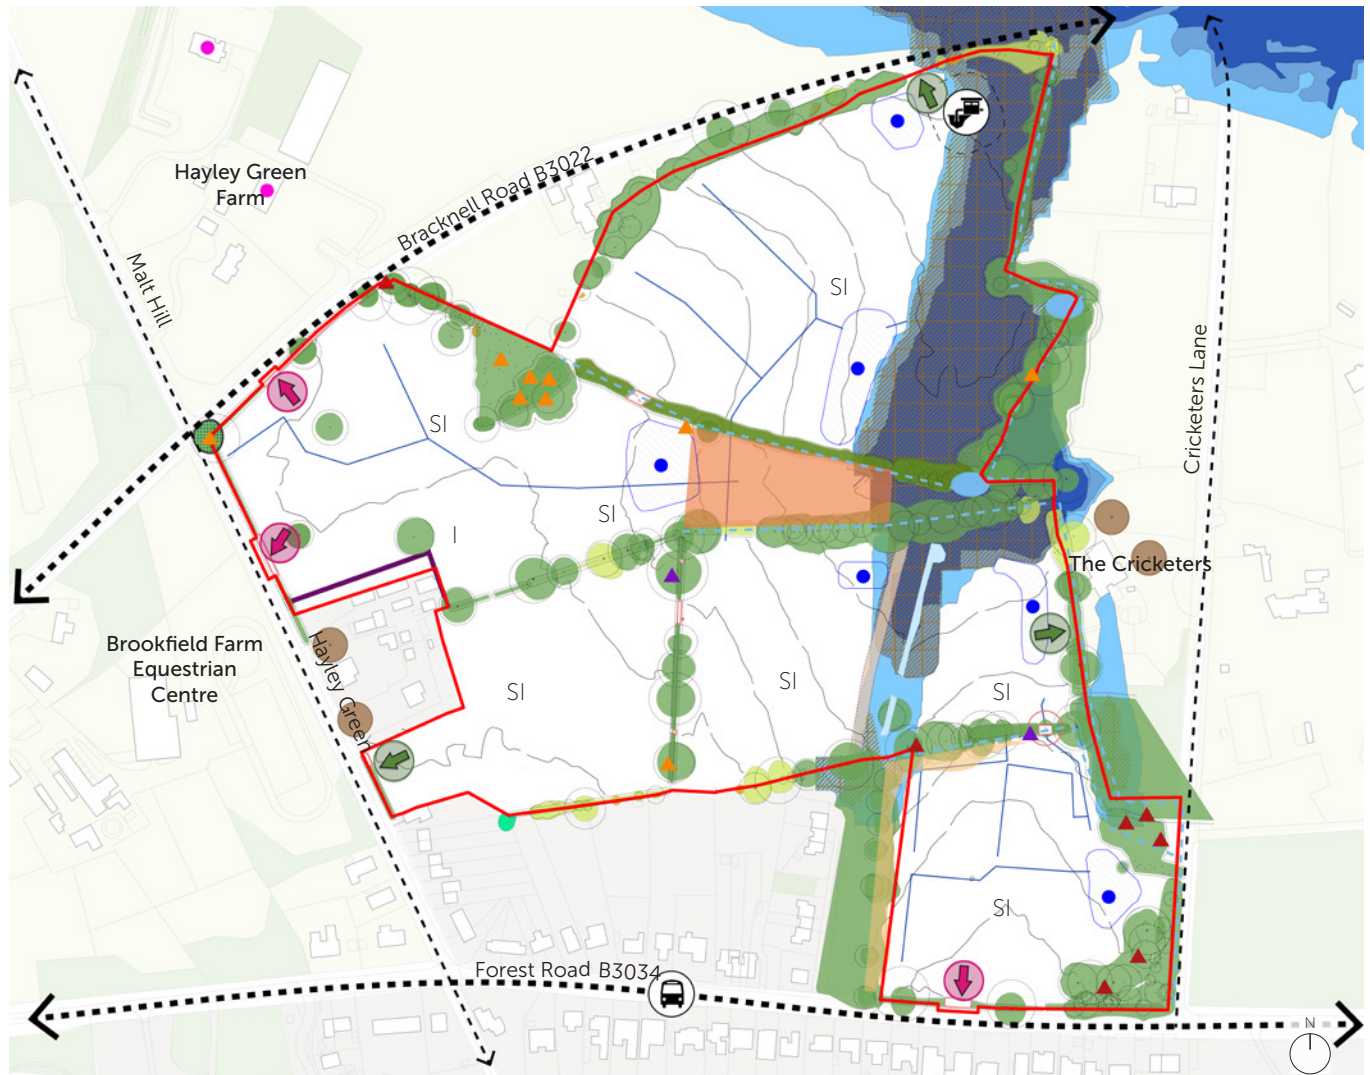 Hayley Green
Farm
Bracknell Road B3022
Malt Hill
SI
SI
Cricketers Lane
SI
I
The Cricketers
Brookfield Farm
Equestrian
Centre
Hayley Green
SI
SI
SI
SI
Forest Road B3034
N